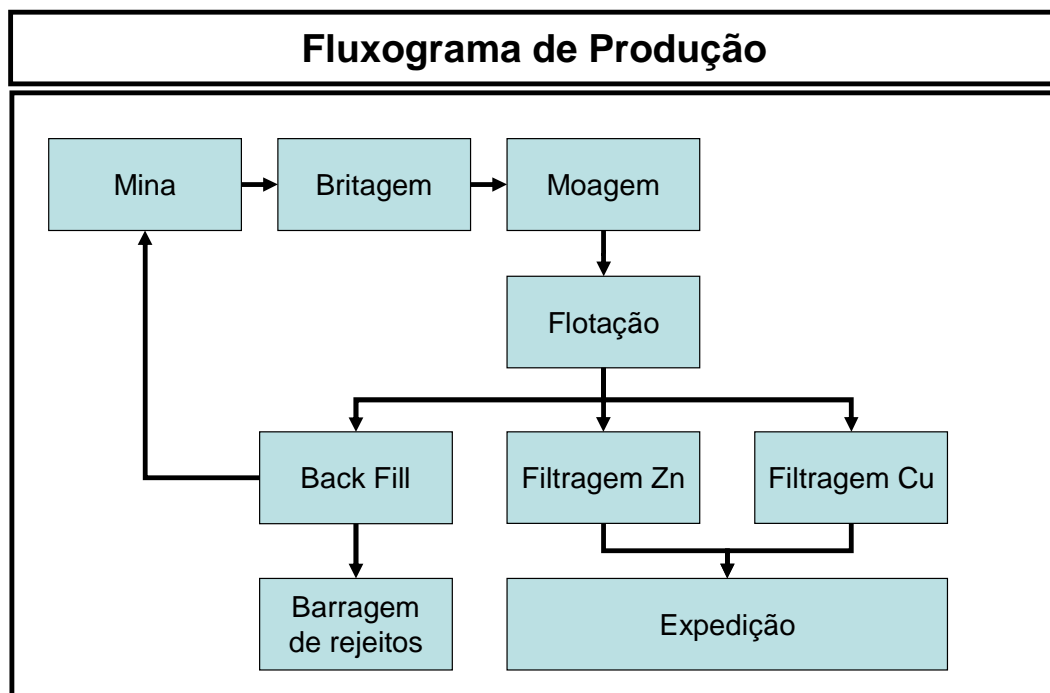 Fluxograma de Produção
Mina
Britagem
Moagem
Flotação
Back Fill
Filtragem Zn
Filtragem Cu
Barragem
de rejeitos
Expedição